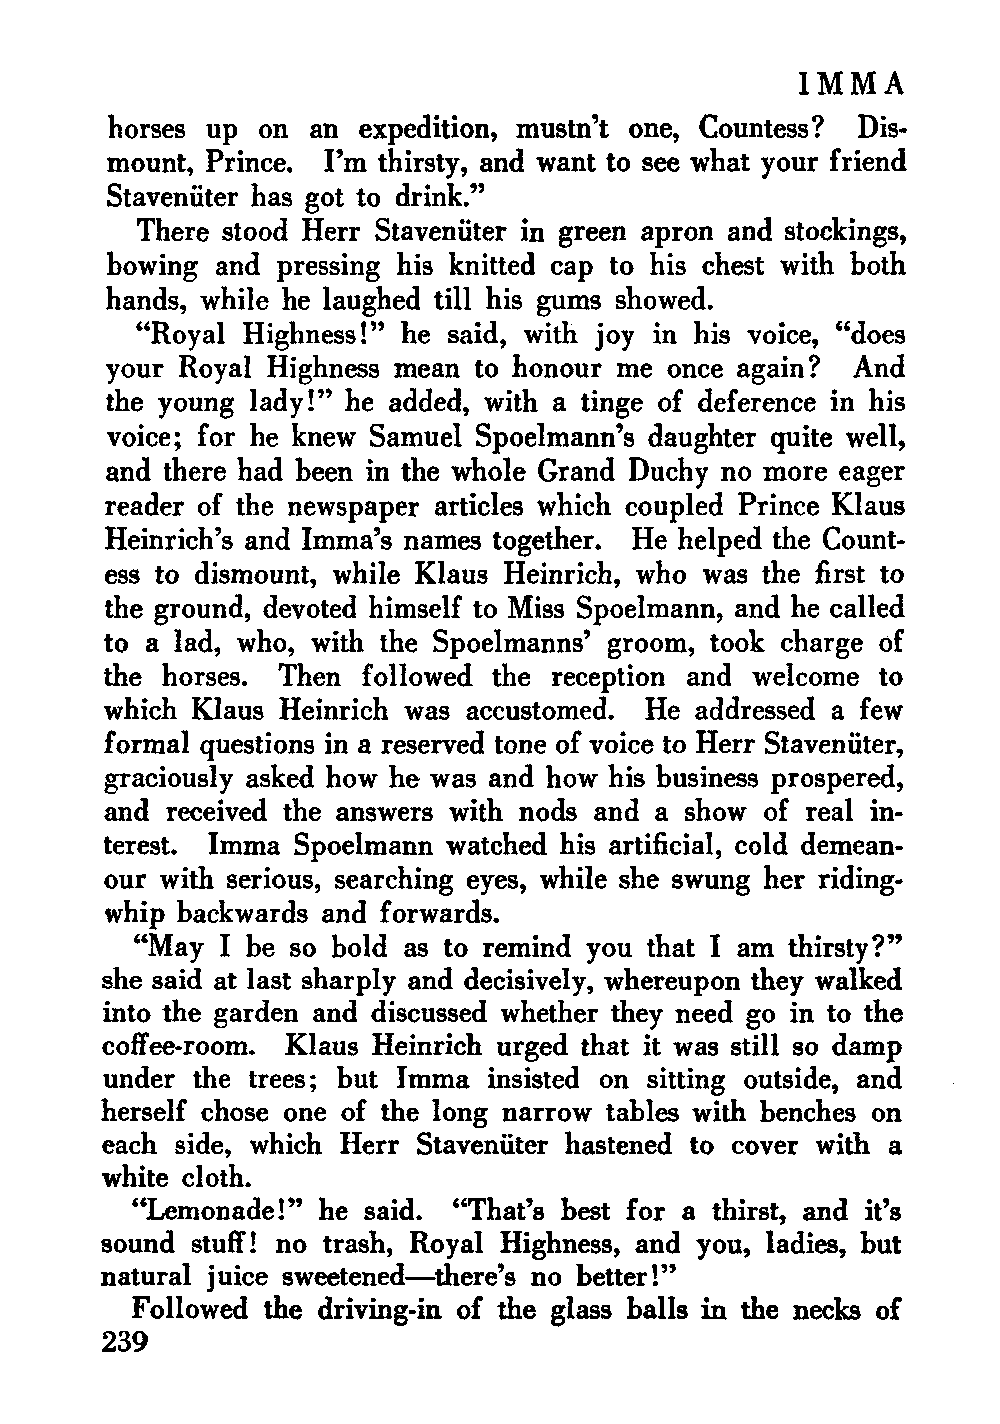 IMMA
horses up on an expedition, mustn't one, Countess? Dis-
mount, Prince. I'm thirsty, and want to see what your friend
Stavenüter has got to drink.”
There stood Herr Stavenüter in green apron and stockings,
bowing and pressing his knitted cap to his chest with both
hands, while he laughed till his gums showed.
“Royal Highness!” he said, with joy in his voice, “does
your Royal Highness mean to honour me once again? And
the young lady!” he added, with a tinge of deference in his
voice; for he knew Samuel Spoelmann's daughter quite well,
and there had been in the whole Grand Duchy no more eager
reader of the newspaper articles which coupled Prince Klaus
Heinrich's and Imma's names together. He helped the Count-
ess to dismount, while Klaus Heinrich, who was the first to
the ground, devoted himself to Miss Spoelmann, and he called
to a lad, who, with the Spoelmanns' groom, took charge of
the horses. Then followed the reception and welcome to
which Klaus Heinrich was accustomed. He addressed a few
formal questions in a reserved tone of voice to Herr Stavenüter,
graciously asked how he was and how his business prospered,
and received the answers with nods and a show of real in-
terest. Imma Spoelmann watched his artificial, cold demean-
our with serious, searching eyes, while she swung her riding-
whip backwards and forwards.
“May I be so bold as to remind you that I am thirsty?”
she said at last sharply and decisively, whereupon they walked
into the garden and discussed whether they need go in to the
coffee-room. Klaus Heinrich urged that it was still so damp
under the trees; but Imma insisted on sitting outside, and
herself chose one of the long narrow tables with benches on
each side, which Herr Stavenüter hastened to cover with a
white cloth.
“Lemonade!” he said. “That's best for a thirst, and it's
sound stuff! no trash, Royal Highness, and you, ladies, but
natural juice sweetened—there's no better!”
Followed the driving-in of the glass balls in the necks of
239